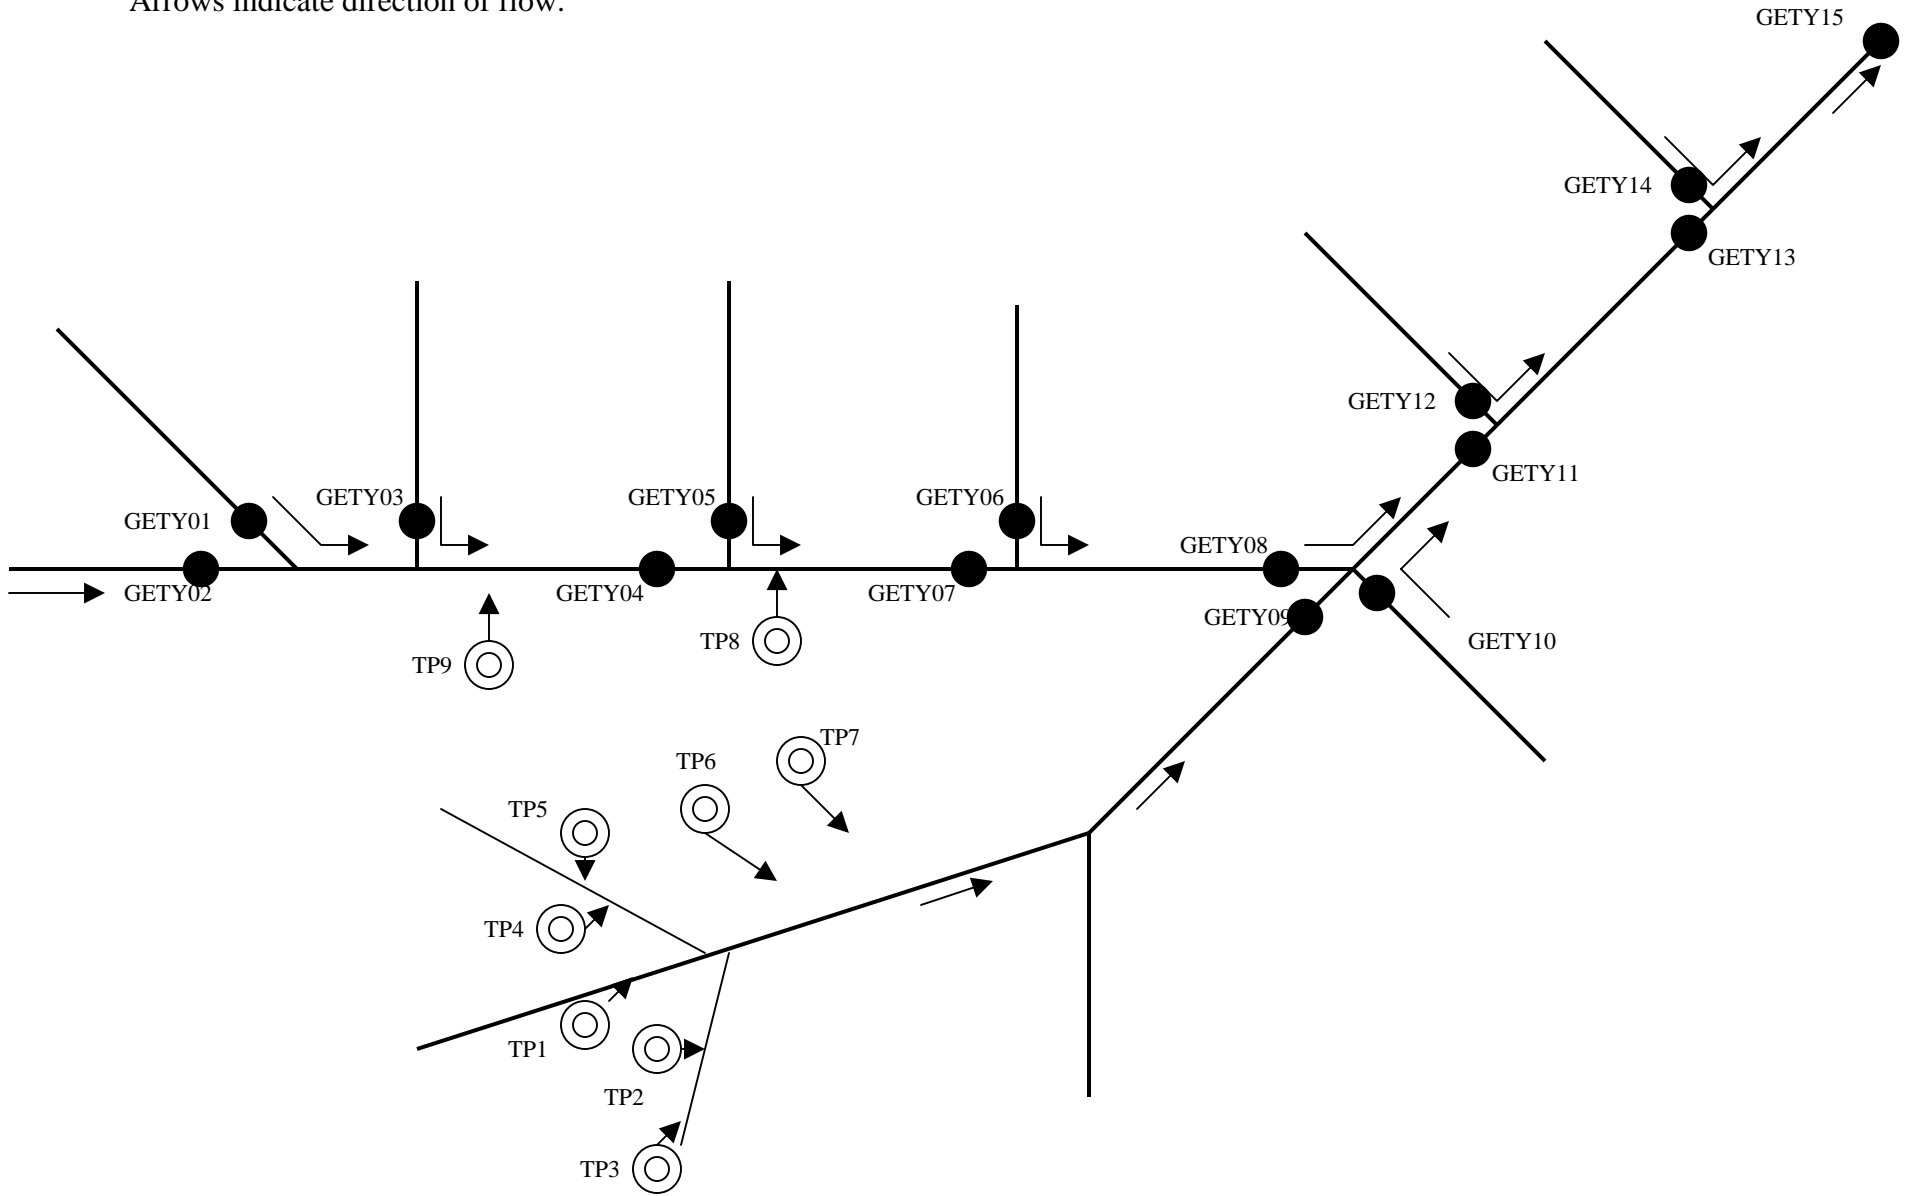 Arrows indicate direction of flow.
GETY15
GETY14
GETY13
GETY12
GETY11
GETY03
GETY05
GETY06
GETY01
GETY08
GETY02
GETY04
GETY07
GETY09
GETY10
TP9
TP8
TP7
TP6
TP5
TP4
TP1
TP2
TP3